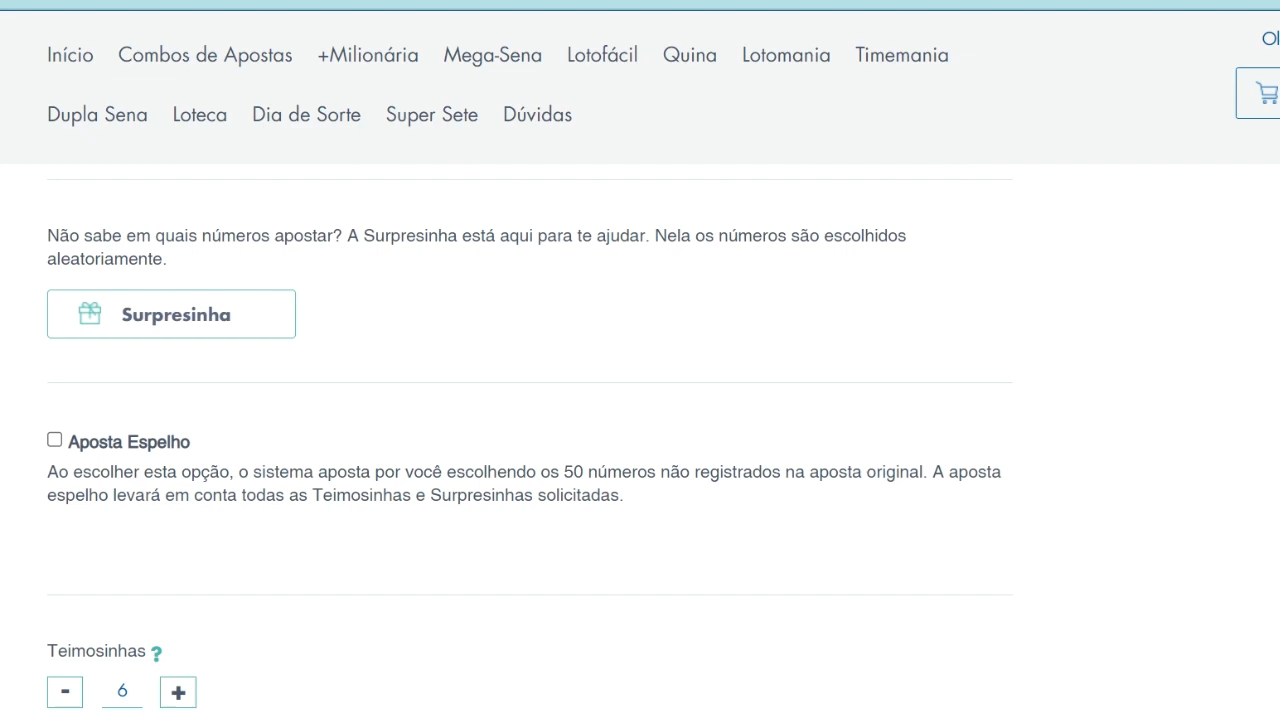 Início Combos de Apostas +Milionária Mega-Sena Lotofácil Quina Lotomania Timemania
Dupla Sena Loteca Dia de Sorte Super Sete Dúvidas
Não sabe em quais números apostar? A Surpresinha está aqui para te ajudar. Nela os números são escolhidos
aleatoriamente.
Surpresinha
Aposta Espelho
Ao escolher esta opção, o sistema aposta por você escolhendo os 50 números não registrados na aposta original. A aposta
espelho levará em conta todas as Teimosinhas e Surpresinhas solicitadas.
Teimosinhas ?
- 6 +